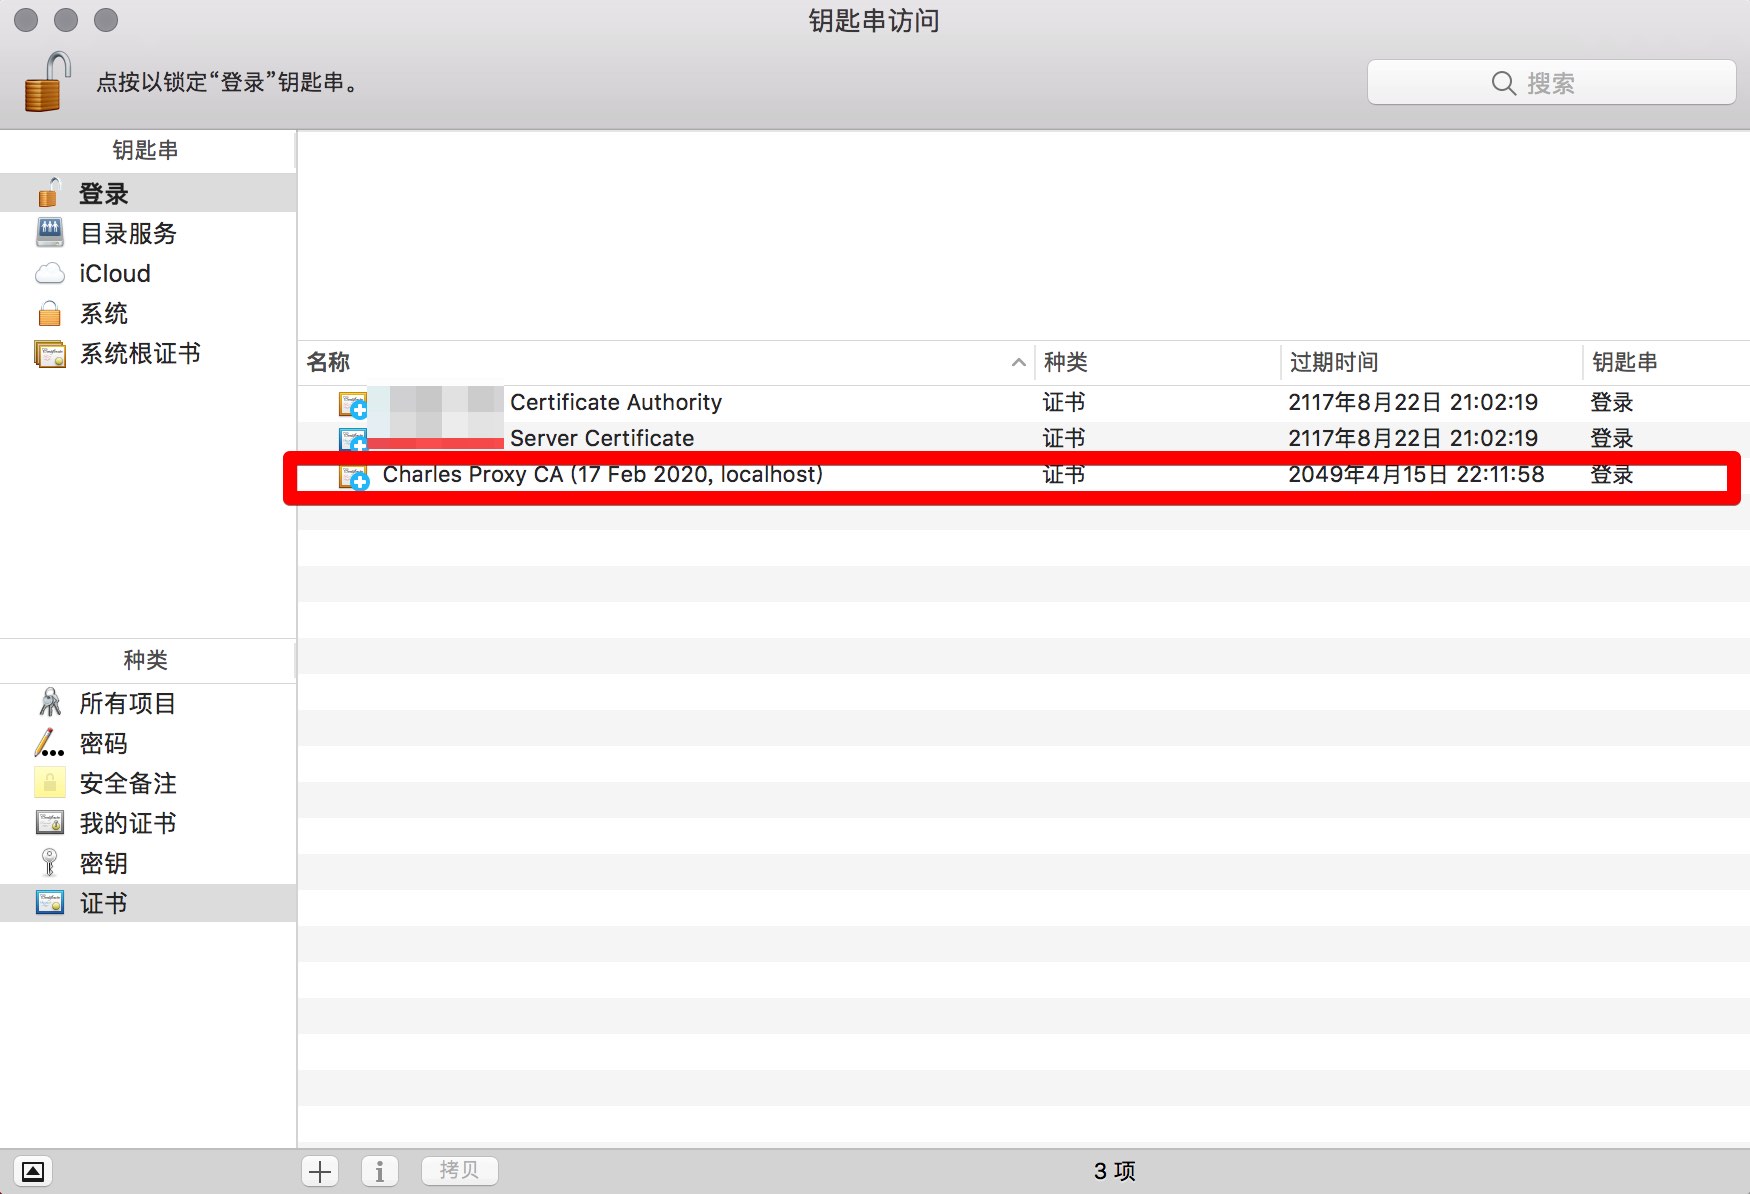 钥匙串访问
点按以锁定“登录”钥匙串。
搜索
钥匙串
登录
目录服务
iCloud
系统
系统根证书
名称 种类 过期时间 钥匙串
Certificate Authority 证书 2117年8月22日 21:02:19 登录
Server Certificate 证书 2117年8月22日 21:02:19 登录
Charles Proxy CA (17 Feb 2020, localhost) 证书 2049年4月15日 22:11:58 登录
种类
所有项目
密码
安全备注
我的证书
密钥
证书
拷贝
3 项